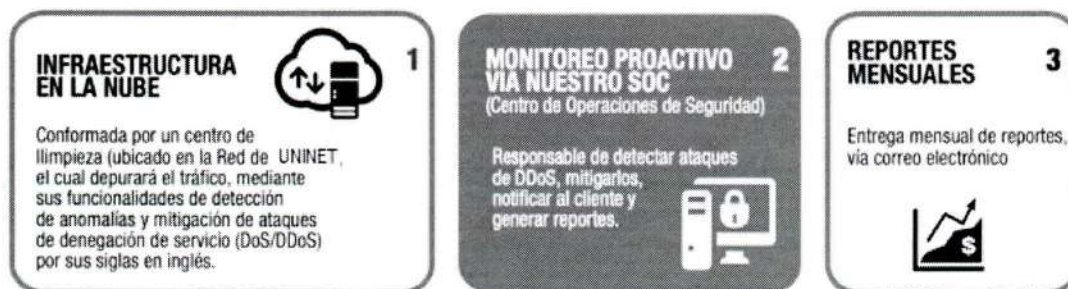 INFRAESTRUCTURA
EN LA NUBE
1
Conformada por un centro de
llimpieza (ubicado en la Red de UNINET,
el cual depurará el tráfico, mediante
sus funcionalidades de detección
de anomalías y mitigación de ataques
de denegación de servicio (DoS/DDoS)
por sus siglas en inglés.
MONITOREO PROACTIVO
VIA NUESTRO SOC
2
(Centro de Operaciones de Seguridad)
Responsable de detectar ataques
de DDoS, mitigarlos,
notificar al cliente y
generar reportes.
REPORTES
MENSUALES
3
Entrega mensual de reportes,
vía correo electrónico
$